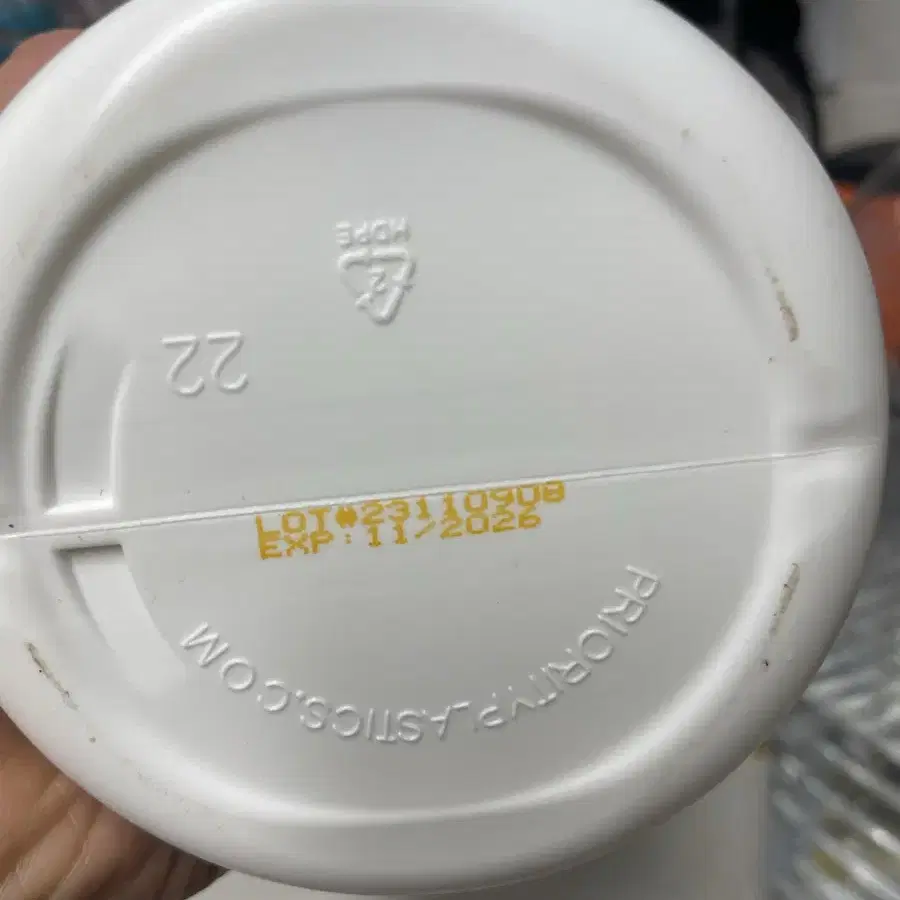 HDPE
2
22
LOT#23110908
EXP:11/2026
PRIORITYPLASTICS.COM